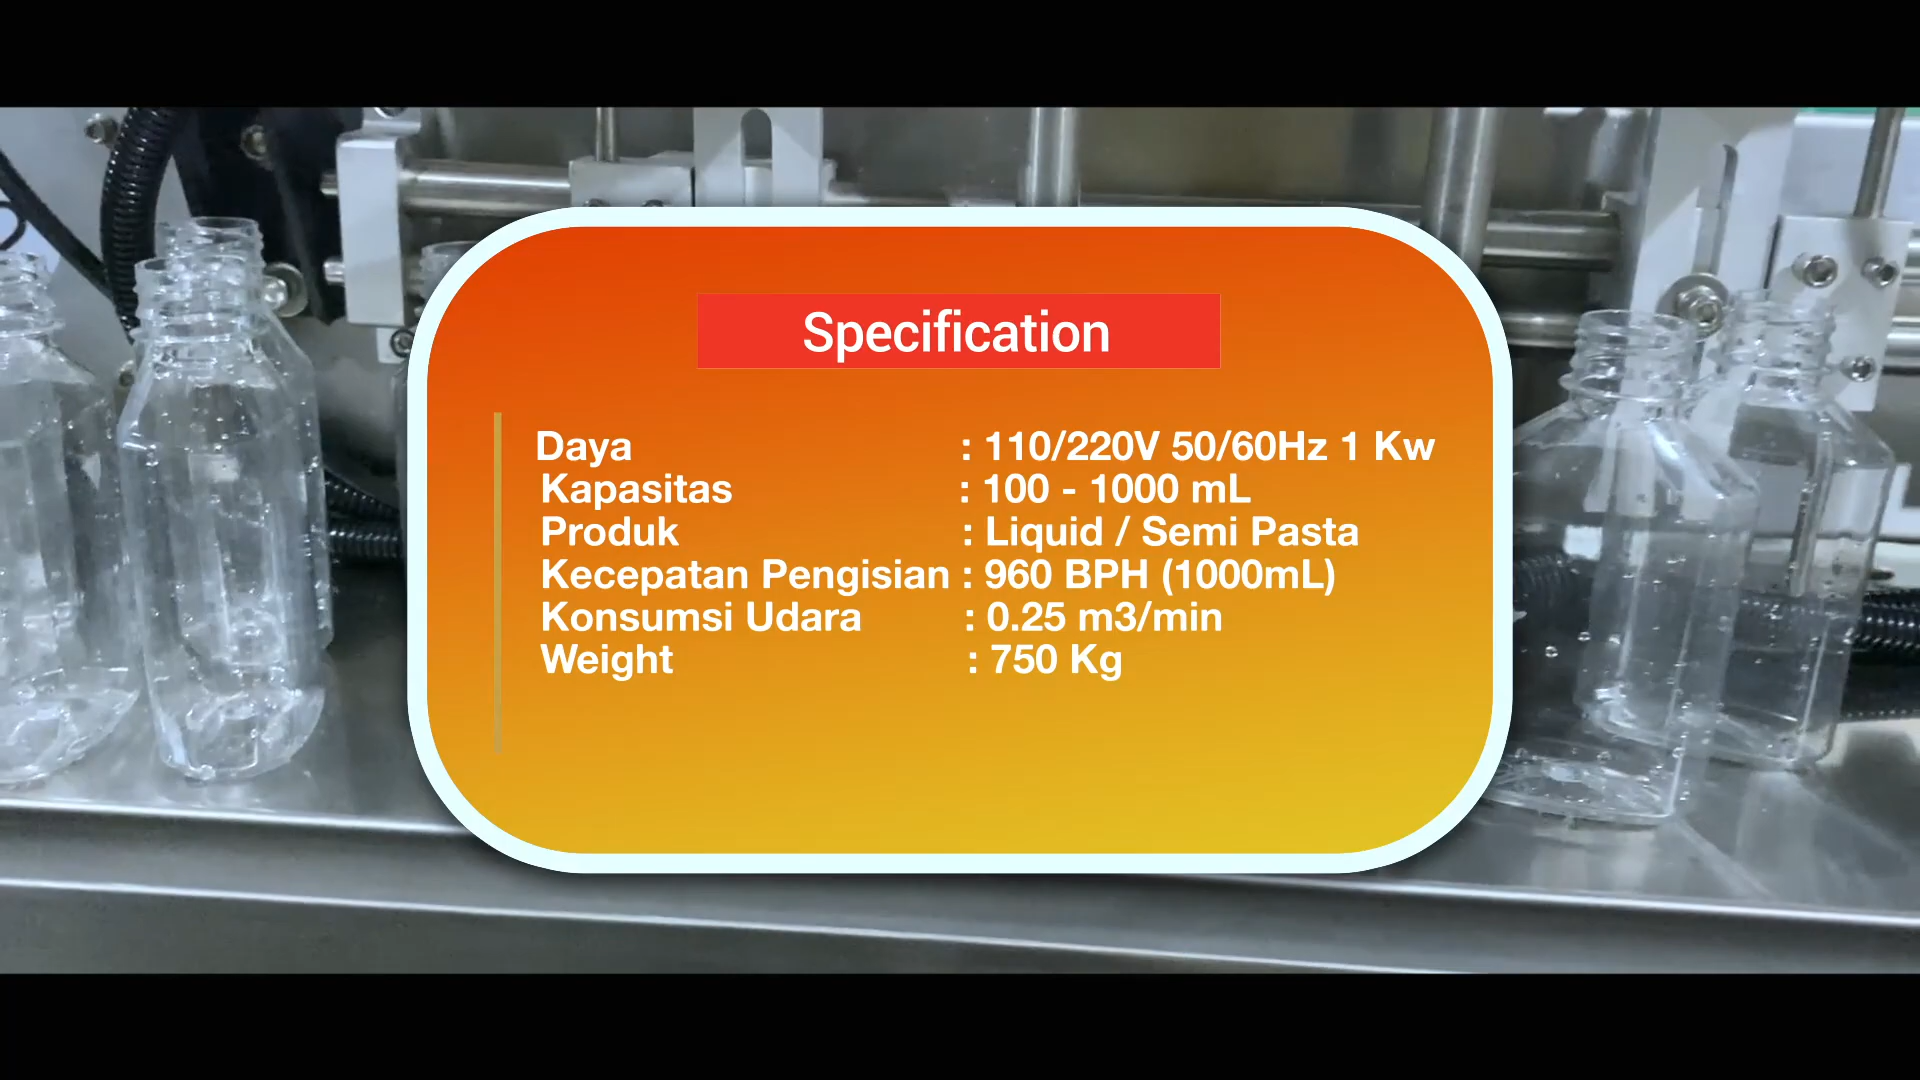 Specification
Daya : 110/220V 50/60Hz 1 Kw
Kapasitas : 100 - 1000 mL
Produk : Liquid / Semi Pasta
Kecepatan Pengisian : 960 BPH (1000mL)
Konsumsi Udara : 0.25 m3/min
Weight : 750 Kg